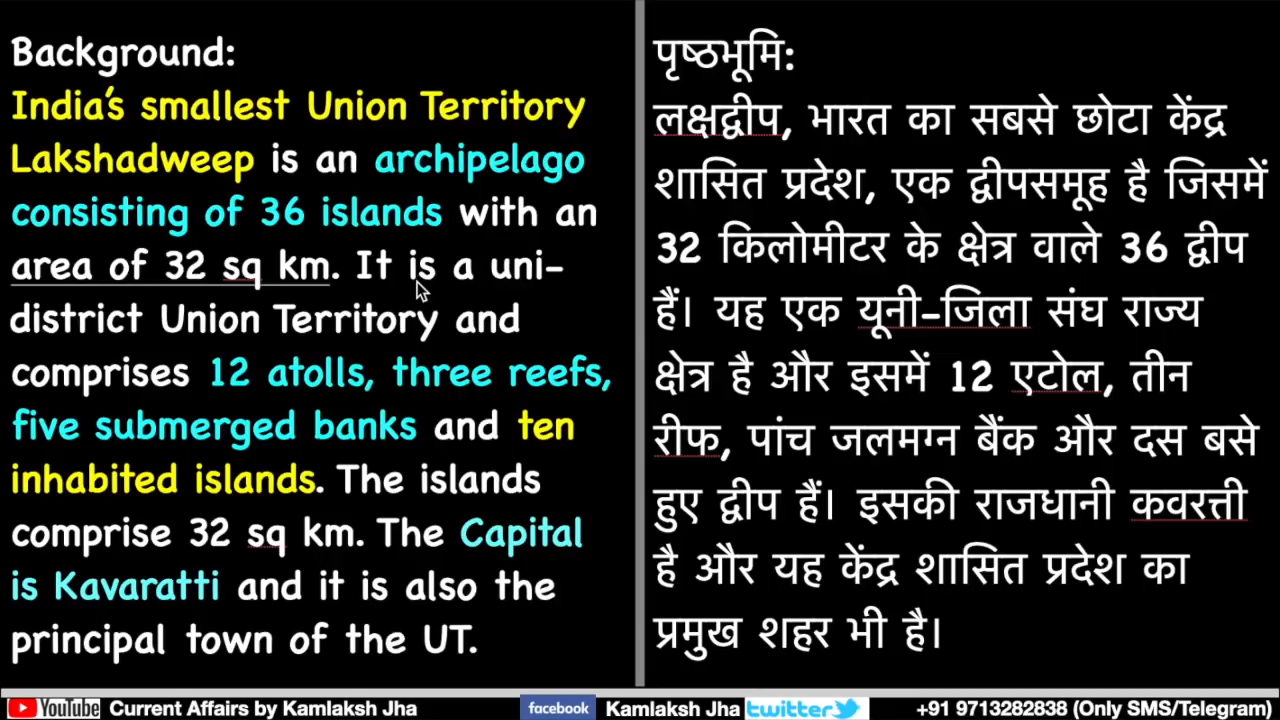 Background:
India's smallest Union Territory
Lakshadweep is an archipelago
consisting of 36 islands with an
area of 32 sq km. It is a uni-
district Union Territory and
comprises 12 atolls, three reefs,
five submerged banks and ten
inhabited islands. The islands
comprise 32 sq km. The Capital
is Kavaratti and it is also the
principal town of the UT.
पृष्ठभूमि:
लक्षद्वीप, भारत का सबसे छोटा केंद्र
शासित प्रदेश, एक द्वीपसमूह है जिसमें
32 किलोमीटर के क्षेत्र वाले 36 द्वीप
हैं। यह एक यूनी-जिला संघ राज्य
क्षेत्र है और इसमें 12 एटोल, तीन
रीफ, पांच जलमग्न बैंक और दस बसे
हुए द्वीप हैं। इसकी राजधानी कवरत्ती
है और यह केंद्र शासित प्रदेश का
प्रमुख शहर भी है।
YouTube Current Affairs by Kamlaksh Jha facebook Kamlaksh Jha twitter +91 9713282838 (Only SMS/Telegram)